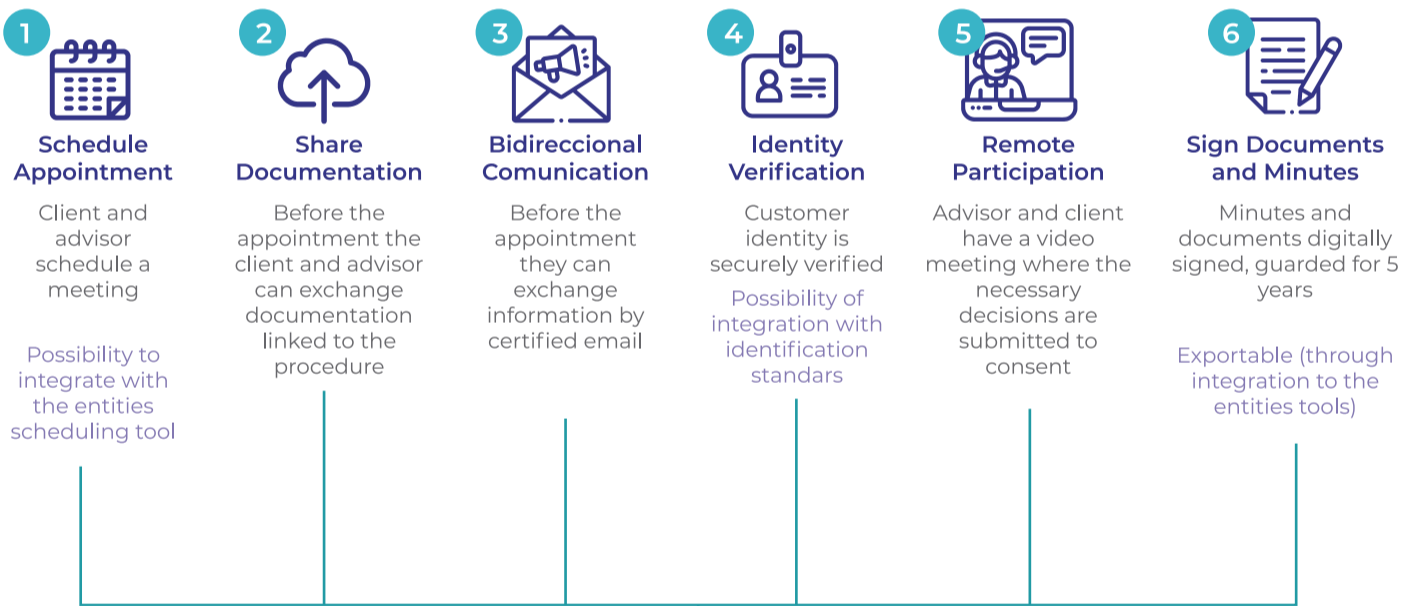 1
Schedule
Appointment
Client and
advisor
schedule a
meeting
Possibility to
integrate with
the entities
scheduling tool
2
Share
Documentation
Before the
appointment the
client and advisor
can exchange
documentation
linked to the
procedure
3
Bidireccional
Comunication
Before the
appointment
they can
exchange
information by
certified email
4
Identity
Verification
Customer
identity is
securely verified
Possibility of
integration with
identification
standars
5
Remote
Participation
Advisor and client
have a video
meeting where the
necessary
decisions are
submitted to
consent
6
Sign Documents
and Minutes
Minutes and
documents digitally
signed, guarded for 5
years
Exportable (through
integration to the
entities tools)